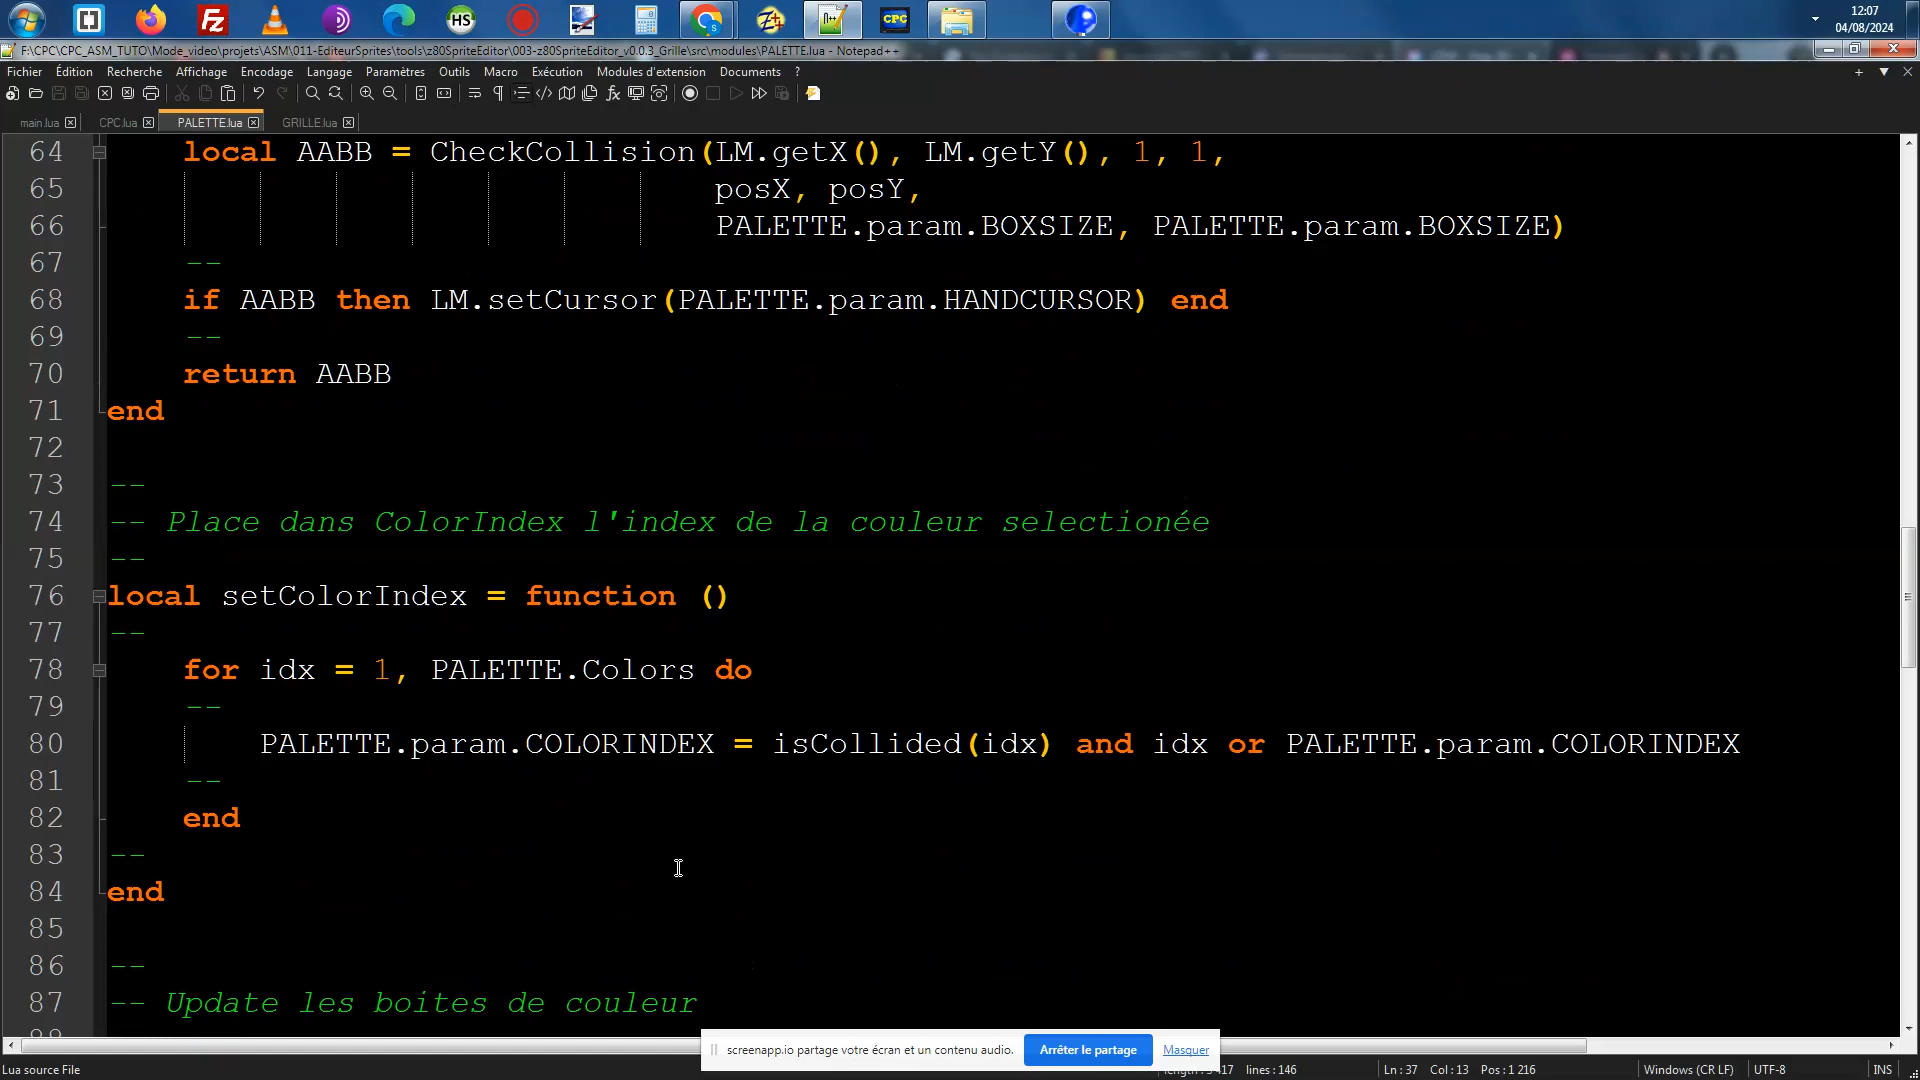 12:07
04/08/2024
F:\CPC\CPC_ASM_TUTO\Mode_video\projets\ASM\011-EditeurSprites\tools\z80SpriteEditor\003-z80SpriteEditor_v0.0.3_Grille\src\modules\PALETTE.lua - Notepad++
Fichier Édition Recherche Affichage Encodage Langage Paramètres Outils Macro Exécution Modules d'extension Documents ?
main.lua CPC.lua PALETTE.lua GRILLE.lua
64 local AABB = CheckCollision(LM.getX(), LM.getY(), 1, 1,
65 posX, posY,
66 PALETTE.param.BOXSIZE, PALETTE.param.BOXSIZE)
67 --
68 if AABB then LM.setCursor(PALETTE.param.HANDCURSOR) end
69 --
70 return AABB
71 end
72
73 --
74 -- Place dans ColorIndex l'index de la couleur selectionée
75 --
76 local setColorIndex = function ()
77 --
78 for idx = 1, PALETTE.Colors do
79 --
80 PALETTE.param.COLORINDEX = isCollided(idx) and idx or PALETTE.param.COLORINDEX
81 --
82 end
83 --
84 end
85
86 --
87 -- Update les boites de couleur
screenapp.io partage votre écran et un contenu audio. Arrêter le partage Masquer
Lua source File lines : 146 Ln : 37 Col : 13 Pos : 1 216 Windows (CR LF) UTF-8 INS